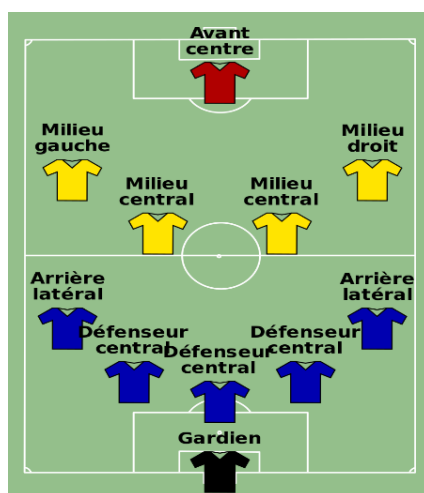 Avant
centre
Milieu
gauche
Milieu
droit
Milieu
central
Milieu
central
Arrière
latéral
Arrière
latéral
Défenseur
central
Défenseur
central
Défenseur
central
Gardien